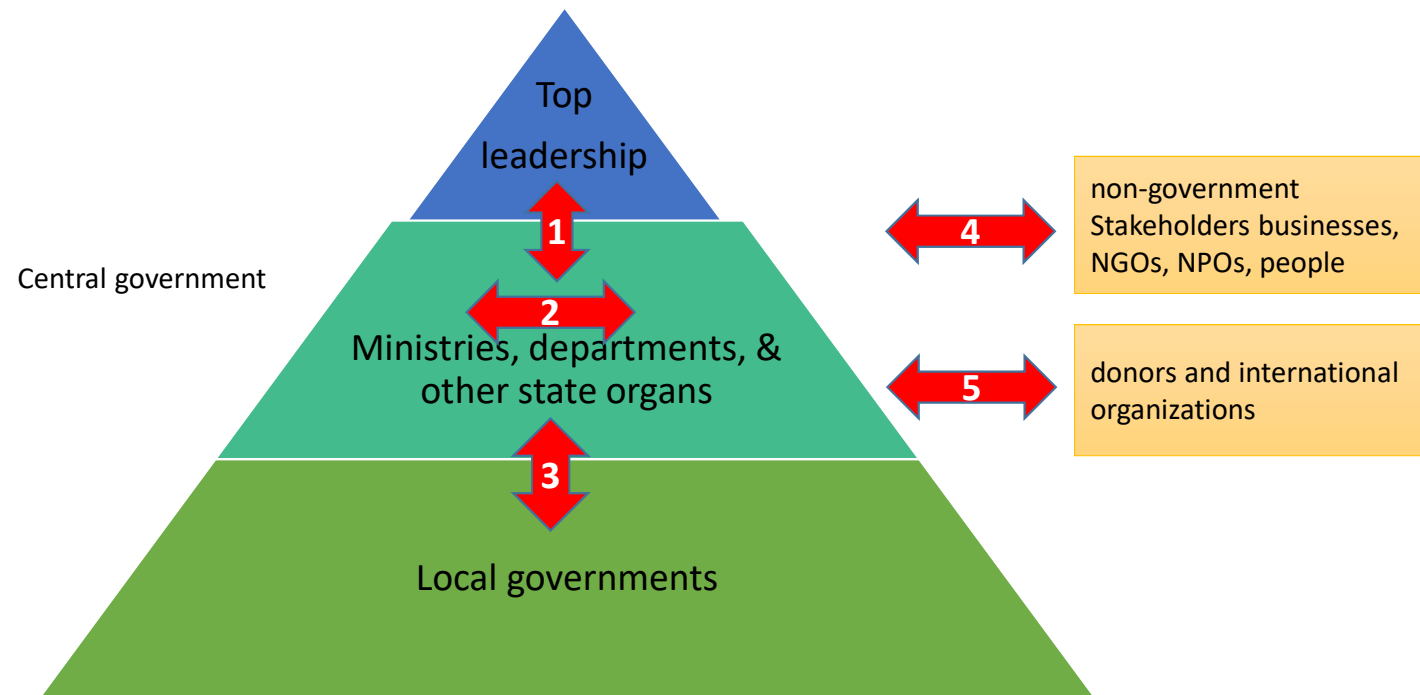 Top
leadership
1
2
Central government
Ministries, departments, &
other state organs
3
Local governments
4
non-government
Stakeholders businesses,
NGOs, NPOs, people
5
donors and international
organizations